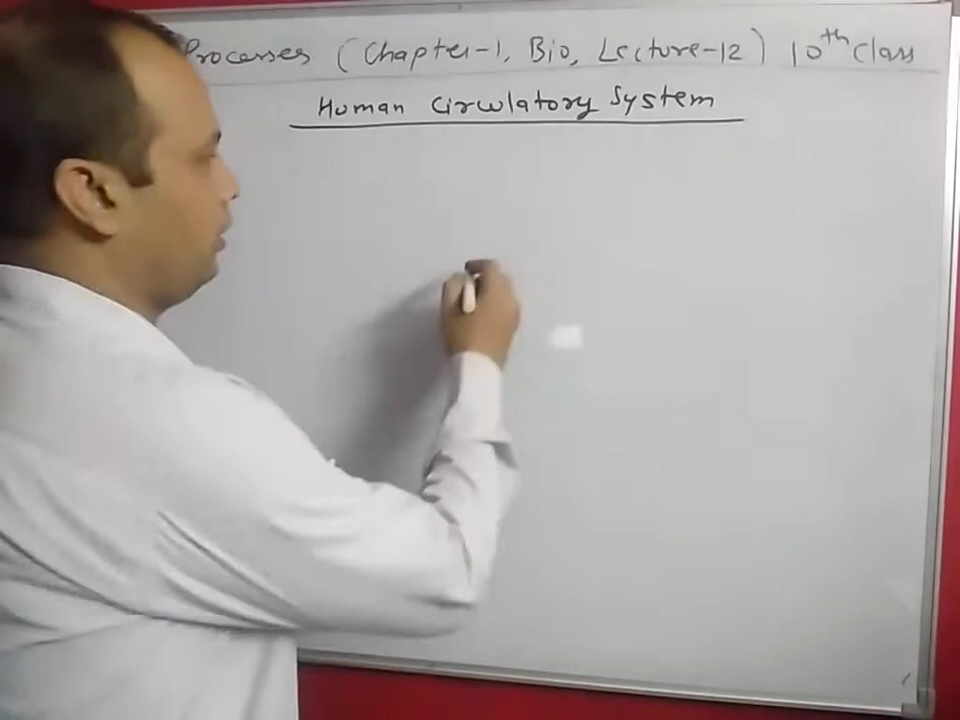 Processes (Chapter-1, Bio, Lecture-12) 10th Class
Human Circulatory System